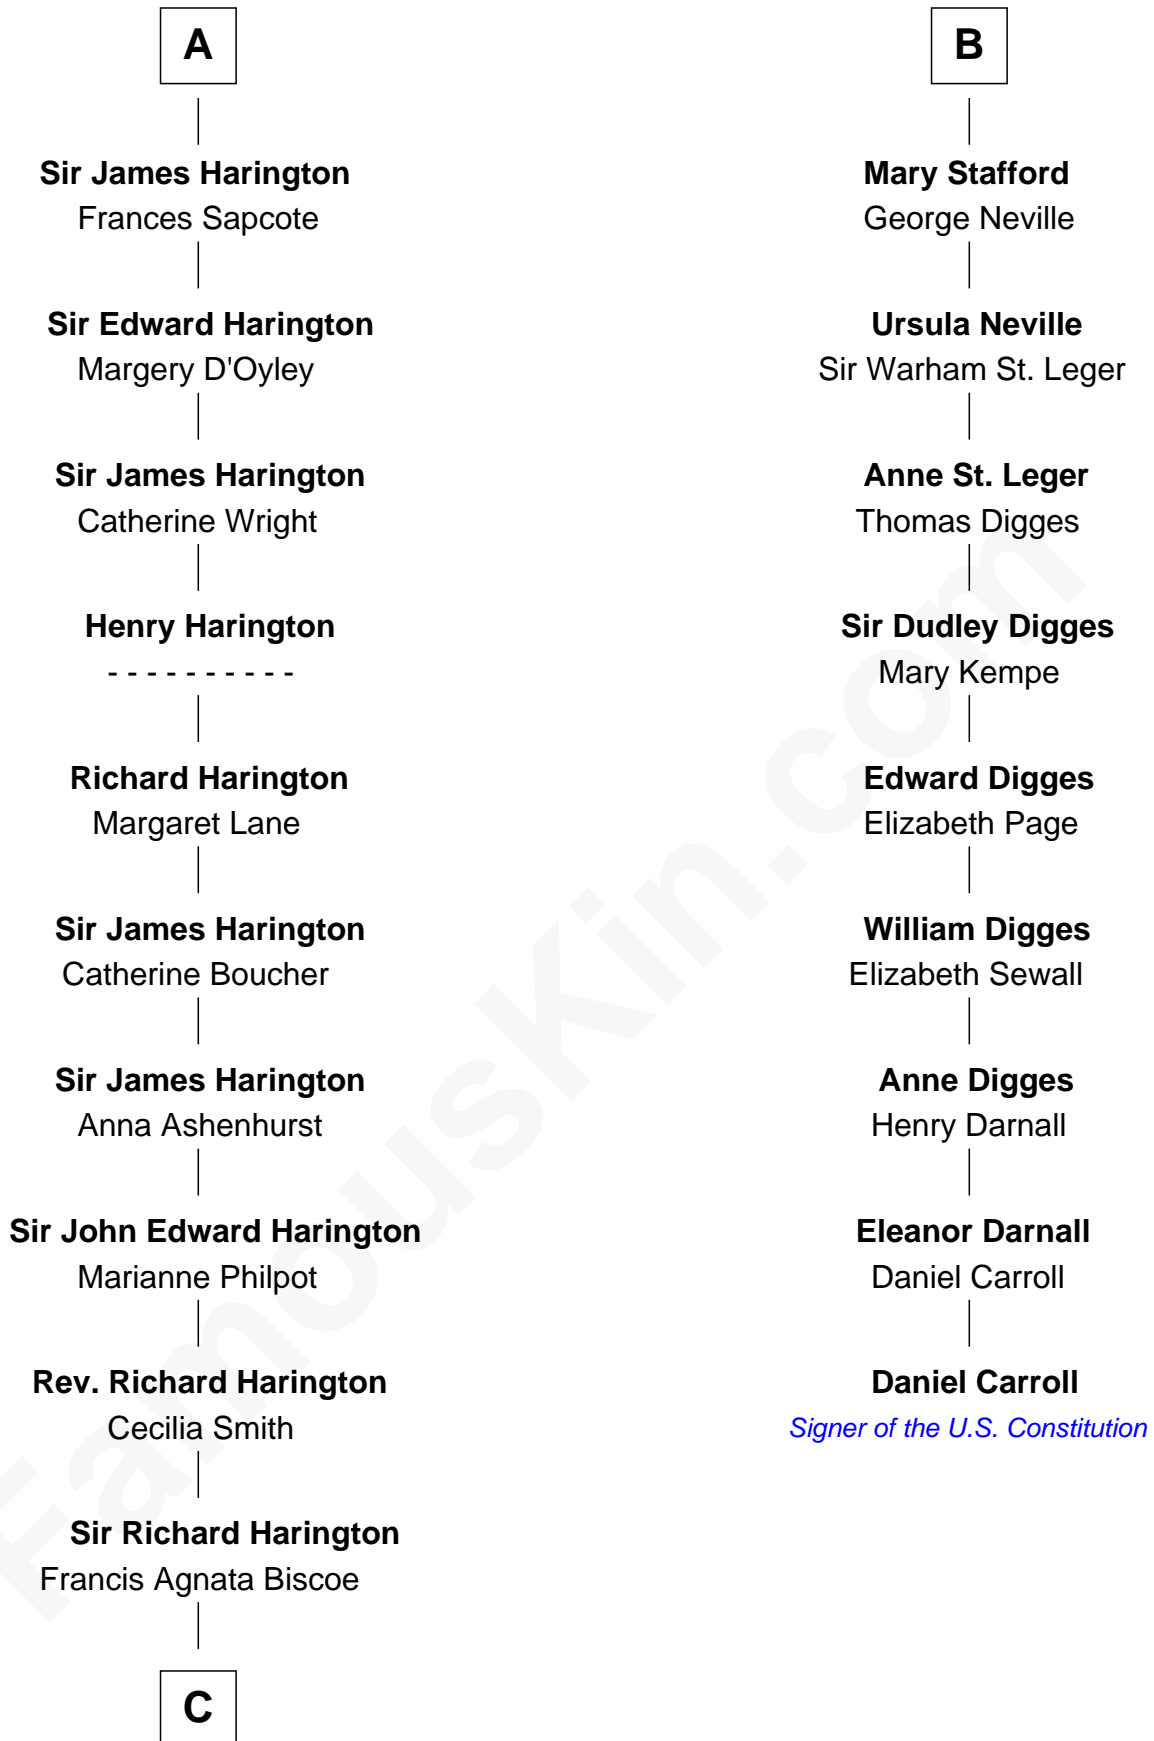 A
Sir James Harington
Frances Sapcote
Sir Edward Harington
Margery D'Oyley
Sir James Harington
Catherine Wright
Henry Harington
- - - - - - - - - -
Richard Harington
Margaret Lane
Sir James Harington
Catherine Boucher
Sir James Harington
Anna Ashenhurst
Sir John Edward Harington
Marianne Philpot
Rev. Richard Harington
Cecilia Smith
Sir Richard Harington
Francis Agnata Biscoe
C
B
Mary Stafford
George Neville
Ursula Neville
Sir Warham St. Leger
Anne St. Leger
Thomas Digges
Sir Dudley Digges
Mary Kempe
Edward Digges
Elizabeth Page
William Digges
Elizabeth Sewall
Anne Digges
Henry Darnall
Eleanor Darnall
Daniel Carroll
Daniel Carroll
Signer of the U.S. Constitution
FamousKin.com